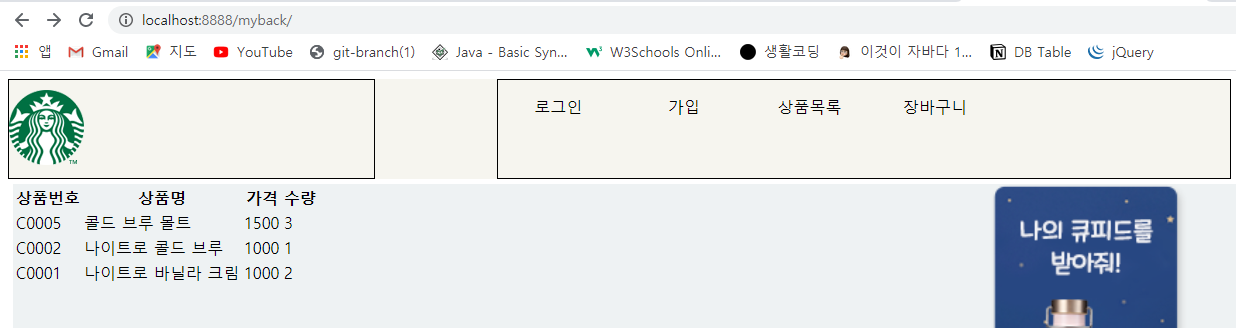 localhost:8888/myback/
앱 Gmail 지도 YouTube git-branch(1) Java - Basic Syn... W3Schools Onli... 생활코딩 이것이 자바다 1... DB Table jQuery
로그인 가입 상품목록 장바구니
TM
상품번호 상품명 가격 수량
C0005 콜드 브루 몰트 1500 3
C0002 나이트로 콜드 브루 1000 1
C0001 나이트로 바닐라 크림 1000 2
나의 큐피드를
받아줘!